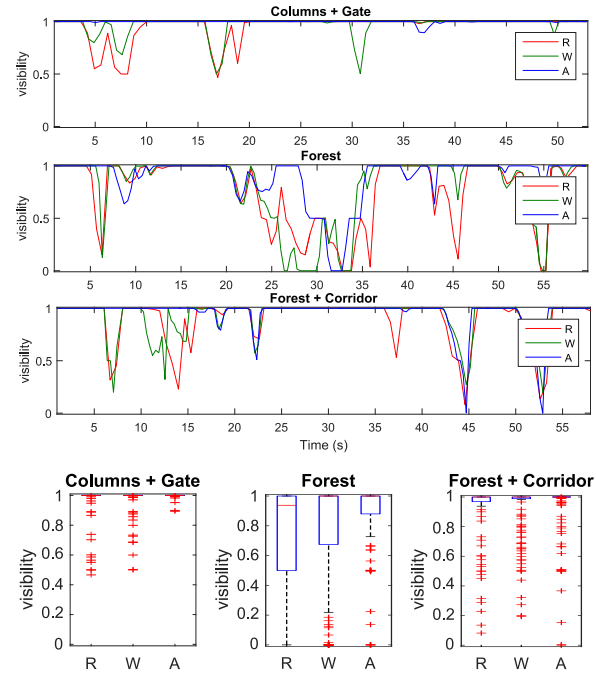 Columns + Gate
visibility
1
0.5
0
R
W
A
5 10 15 20 25 30 35 40 45 50
Forest
visibility
1
0.5
0
R
W
A
5 10 15 20 25 30 35 40 45 50 55
Forest + Corridor
visibility
1
0.5
0
R
W
A
5 10 15 20 25 30 35 40 45 50 55
Time (s)
Columns + Gate
visibility
1
0.8
0.6
0.4
0.2
0
R W A
Forest
visibility
1
0.8
0.6
0.4
0.2
0
R W A
Forest + Corridor
visibility
1
0.8
0.6
0.4
0.2
0
R W A